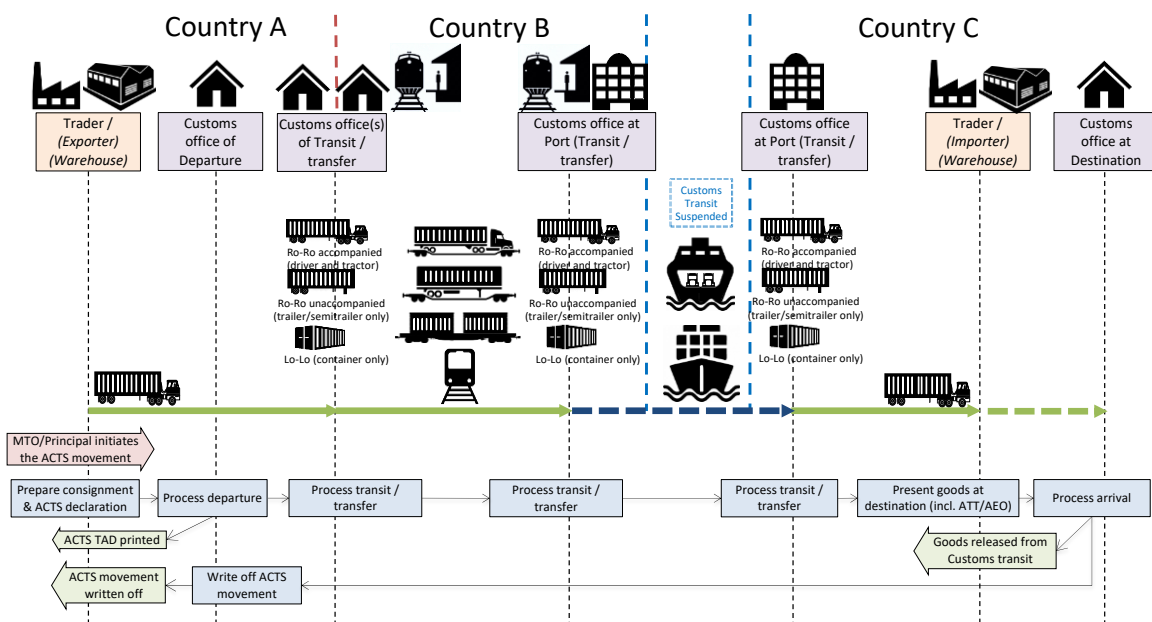 Country A
Country B
Country C
Trader /
(Exporter)
(Warehouse)
Customs
office of
Departure
Customs office(s)
of Transit /
transfer
Customs office at
Port (Transit /
transfer)
Customs office
at Port (Transit /
transfer)
Trader /
(Importer)
(Warehouse)
Customs
office at
Destination
Customs
Transit
Suspended
Ro-Ro accompanied
(driver and tractor)
Ro-Ro unaccompanied
(trailer/semitrailer only)
Lo-Lo (container only)
Ro-Ro accompanied
(driver and tractor)
Ro-Ro unaccompanied
(trailer/semitrailer only)
Lo-Lo (container only)
Ro-Ro accompanied
(driver and tractor)
Ro-Ro unaccompanied
(trailer/semitrailer only)
Lo-Lo (container only)
MTO/Principal initiates
the ACTS movement
Prepare consignment
& ACTS declaration
Process departure
Process transit /
transfer
Process transit /
transfer
Process transit /
transfer
Present goods at
destination (incl. ATT/AEO)
Process arrival
ACTS TAD printed
Goods released from
Customs transit
ACTS movement
written off
Write off ACTS
movement